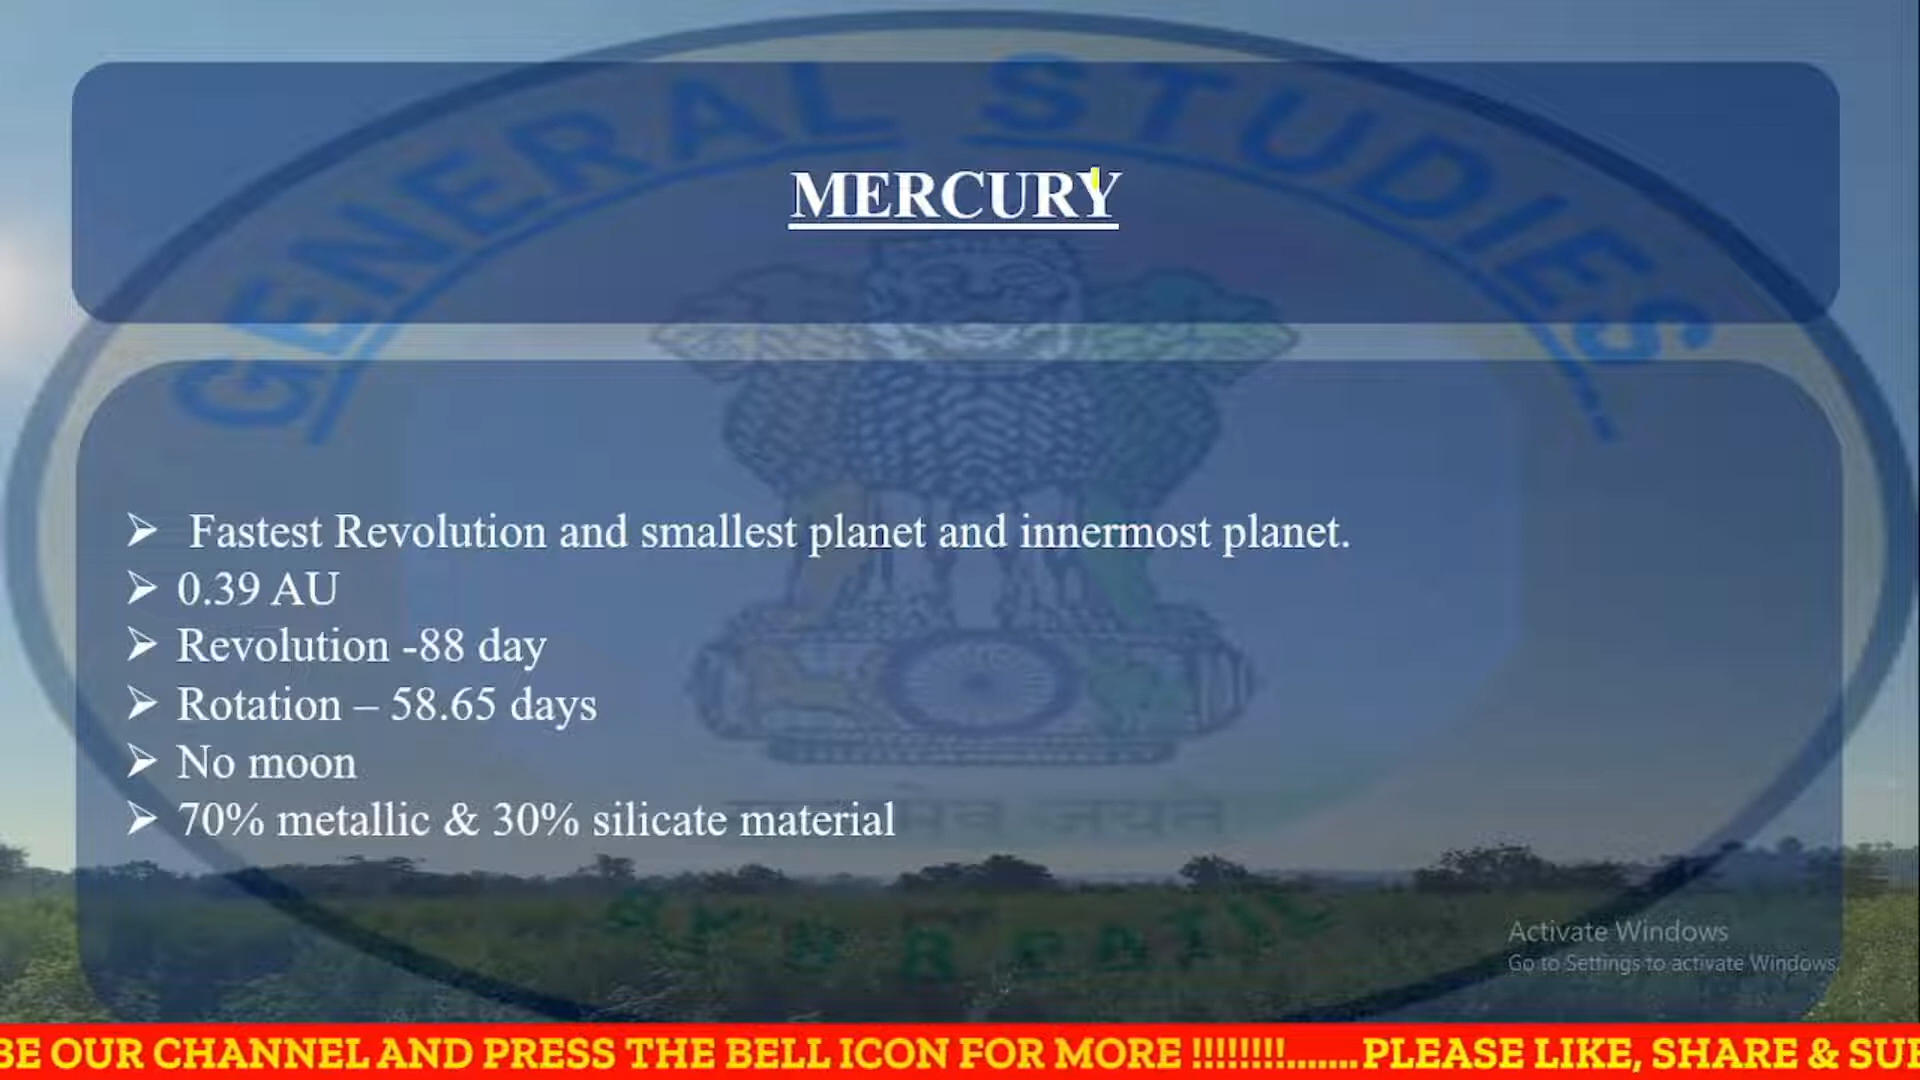 GENERAL STUDIES
MERCURY
➢ Fastest Revolution and smallest planet and innermost planet.
➢ 0.39 AU
➢ Revolution -88 day
➢ Rotation – 58.65 days
➢ No moon
➢ 70% metallic & 30% silicate material
Activate Windows
Go to Settings to activate Windows.
BE OUR CHANNEL AND PRESS THE BELL ICON FOR MORE !!!!!!!!.......PLEASE LIKE, SHARE & SUB